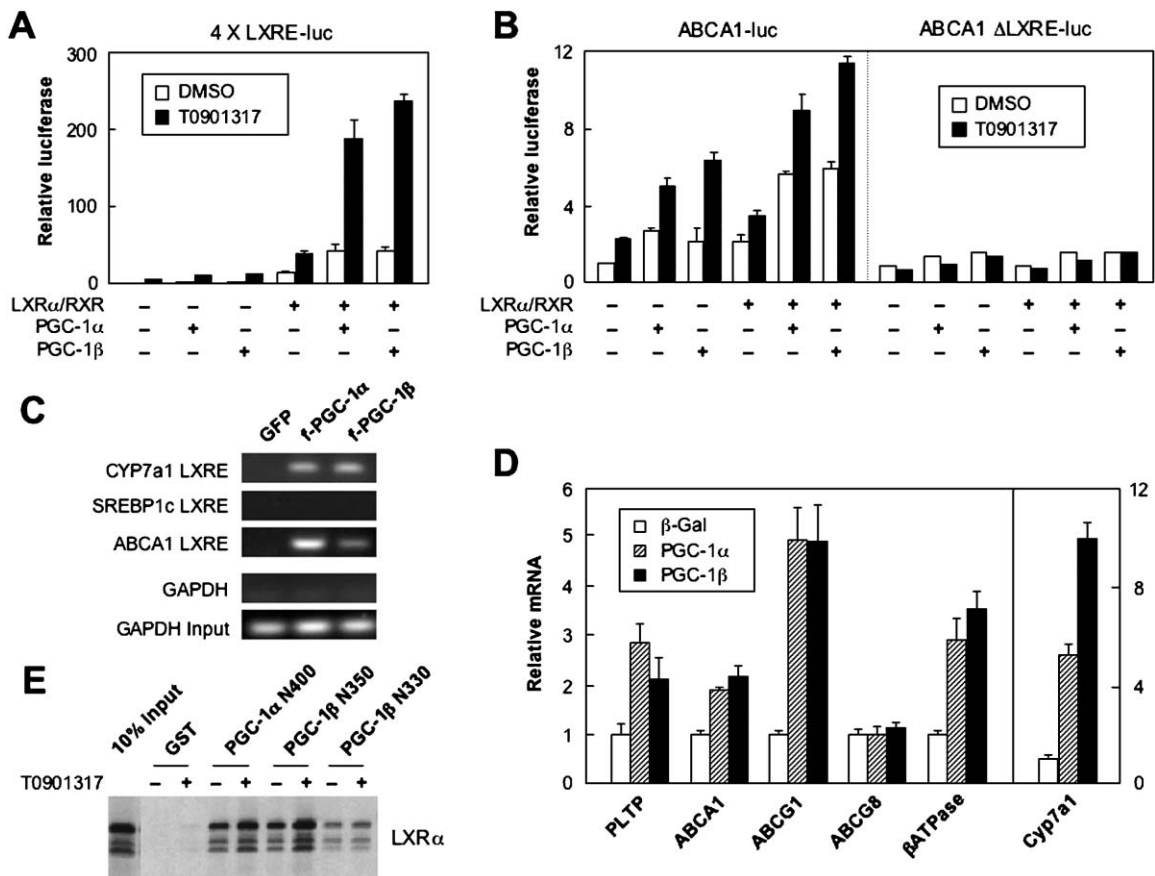 A
4 X LXRE-luc
Relative luciferase
300
200
100
0
DMSO
T0901317
LXRα/RXR – – – + + +
PGC-1α – + – – + –
PGC-1β – – + – – +
B
ABCA1-luc
ABCA1 ΔLXRE-luc
Relative luciferase
12
8
4
0
DMSO
T0901317
LXRα/RXR – – – + + + – – – + + +
PGC-1α – + – – + – – + – – + –
PGC-1β – – + – – + – – + – – +
C
GFP
f-PGC-1α
f-PGC-1β
CYP7a1 LXRE
SREBP1c LXRE
ABCA1 LXRE
GAPDH
GAPDH Input
D
Relative mRNA
6
5
4
3
2
1
0
β-Gal
PGC-1α
PGC-1β
12
8
4
0
PLTP
ABCA1
ABCG1
ABCG8
βATPase
Cyp7a1
E
10% Input
GST
PGC-1α N400
PGC-1β N350
PGC-1β N330
T0901317 – + – + – + – +
LXRα